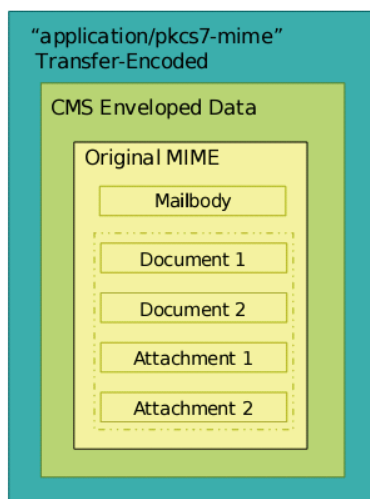 “application/pkcs7-mime”
Transfer-Encoded
CMS Enveloped Data
Original MIME
Mailbody
Document 1
Document 2
Attachment 1
Attachment 2